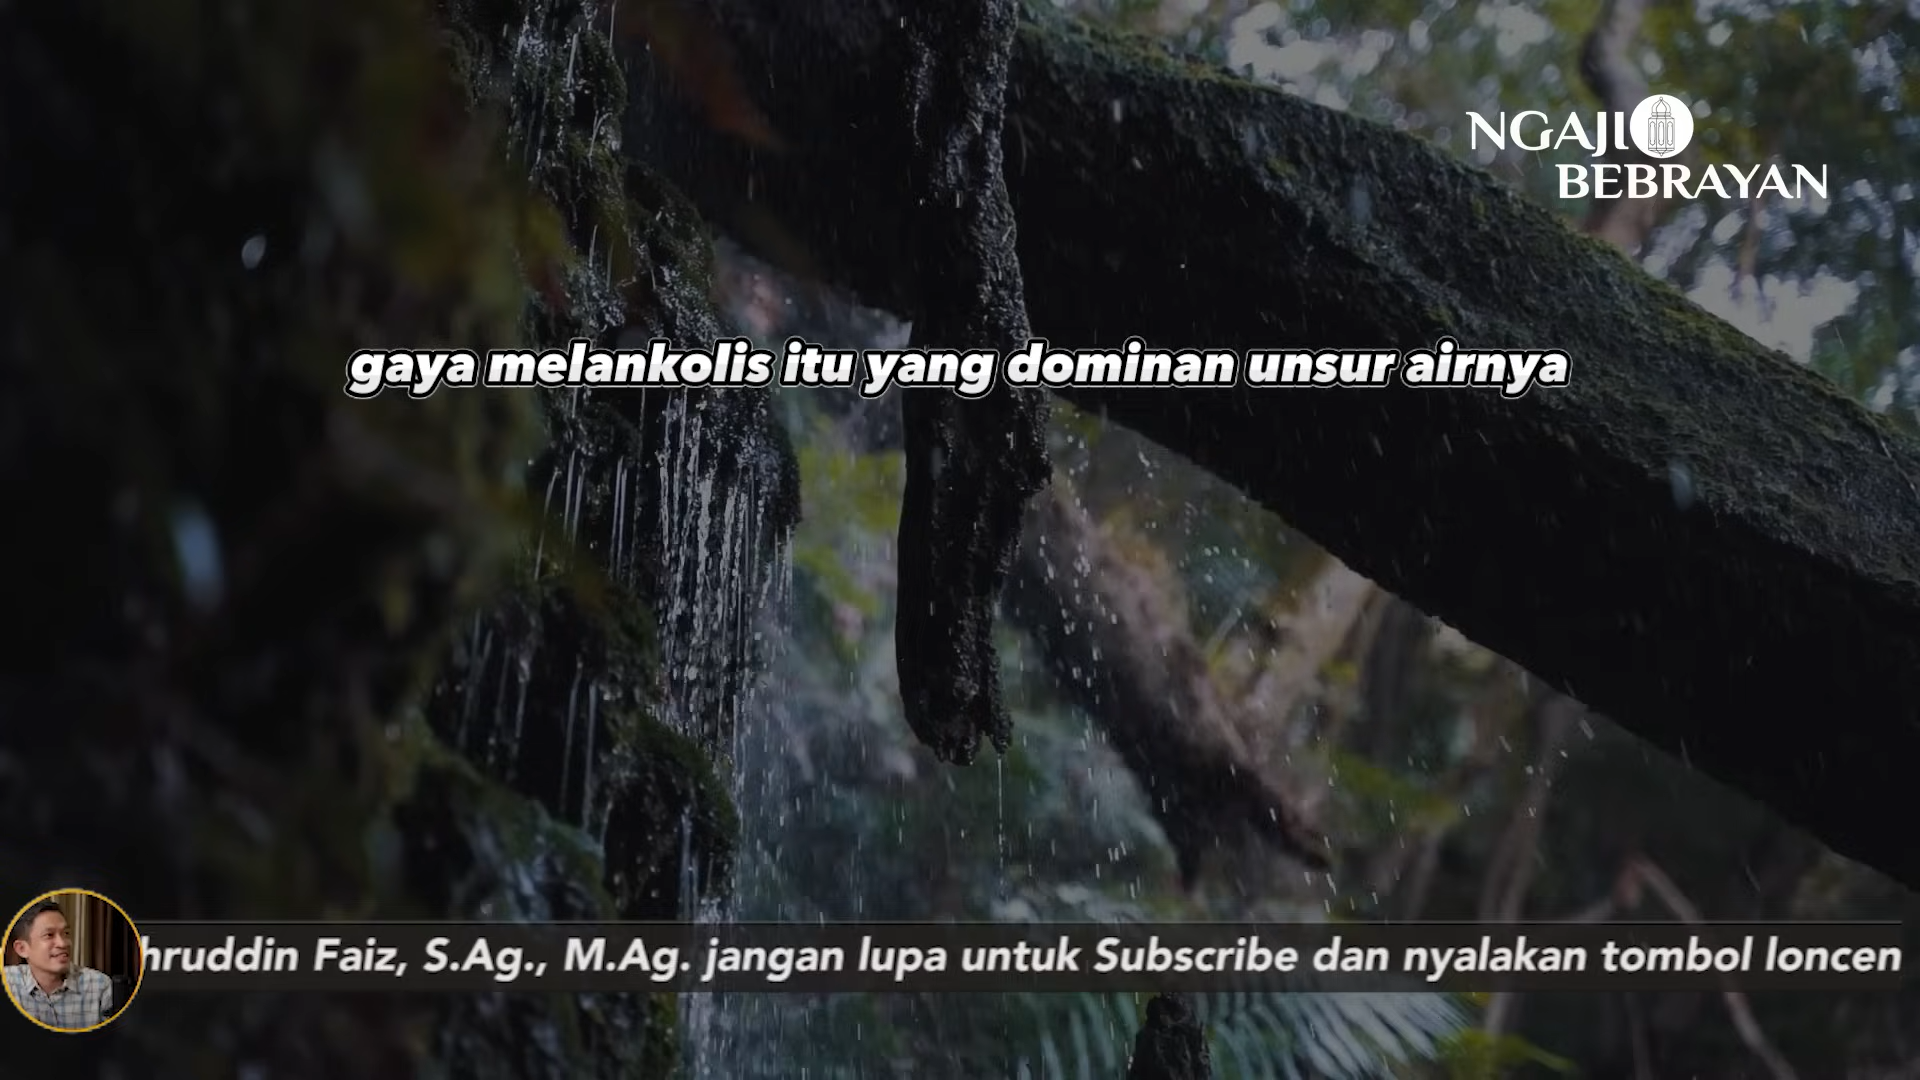 NGAJI
BEBRAYAN
gaya melankolis itu yang dominan unsur airnya
hruddin Faiz, S.Ag., M.Ag. jangan lupa untuk Subscribe dan nyalakan tombol loncen